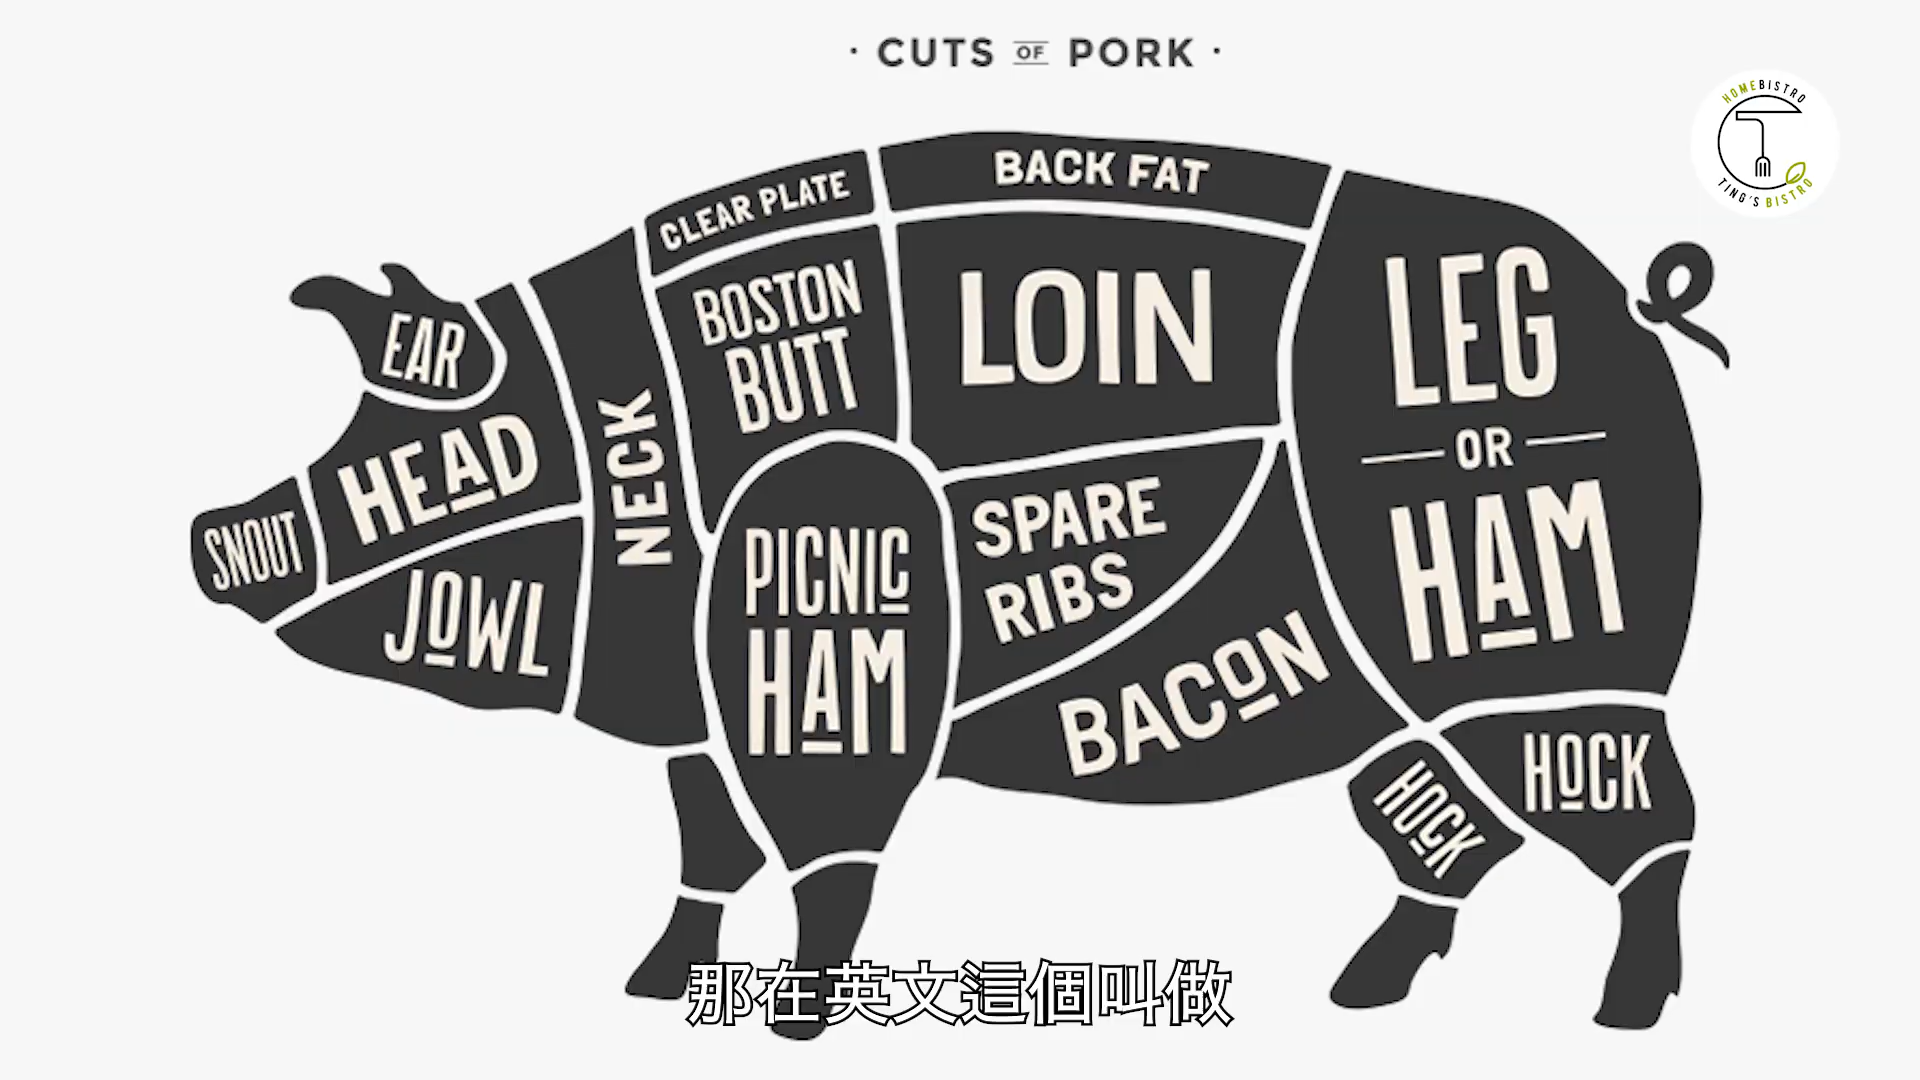 · CUTS OF PORK ·
HOMEBISTRO
TING'S BISTRO
CLEAR PLATE
BACK FAT
EAR
HEAD
SNOUT
JOWL
NECK
BOSTON
BUTT
LOIN
LEG
OR
HAM
PICNIC
HAM
SPARE
RIBS
BACON
HOCK
HOCK
那在英文這個叫做